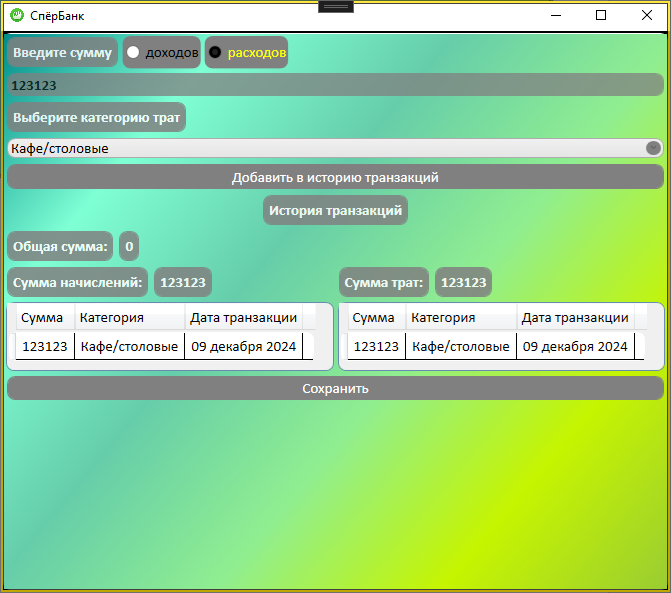 СпёрБанк
Введите сумму доходов расходов
123123
Выберите категорию трат
Кафе/столовые
Добавить в историю транзакций
История транзакций
Общая сумма: 0
Сумма начислений: 123123 Сумма трат: 123123
Сумма Категория Дата транзакции Сумма Категория Дата транзакции
123123 Кафе/столовые 09 декабря 2024 123123 Кафе/столовые 09 декабря 2024
Сохранить